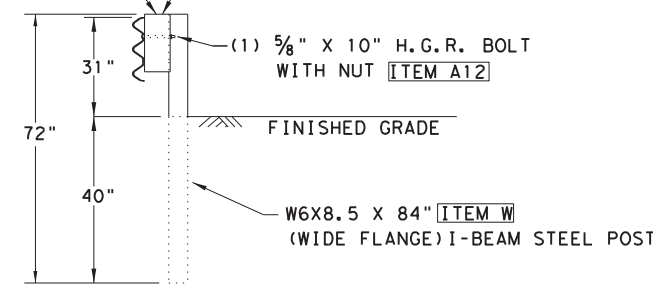 (1) 5/8" X 10" H.G.R. BOLT
WITH NUT ITEM A12
31"
FINISHED GRADE
72"
40"
W6X8.5 X 84" ITEM W
(WIDE FLANGE) I-BEAM STEEL POST